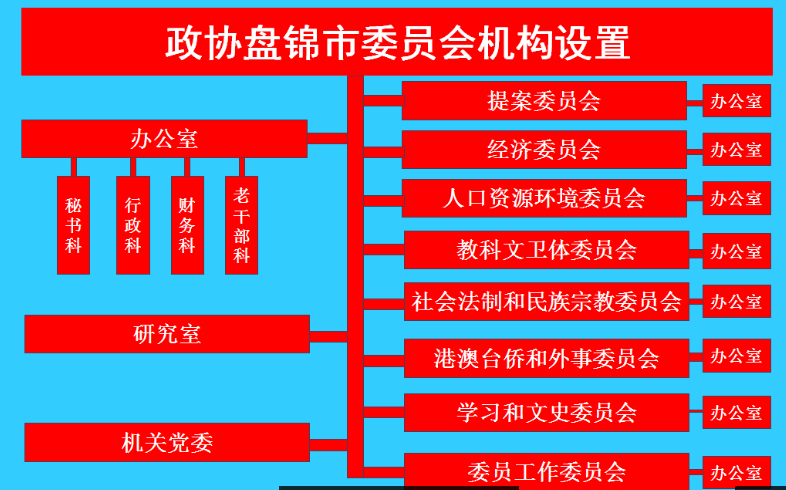 政协盘锦市委员会机构设置
办公室
秘书科
行政科
财务科
老干部科
研究室
机关党委
提案委员会
办公室
经济委员会
办公室
人口资源环境委员会
办公室
教科文卫体委员会
办公室
社会法制和民族宗教委员会
办公室
港澳台侨和外事委员会
办公室
学习和文史委员会
办公室
委员工作委员会
办公室